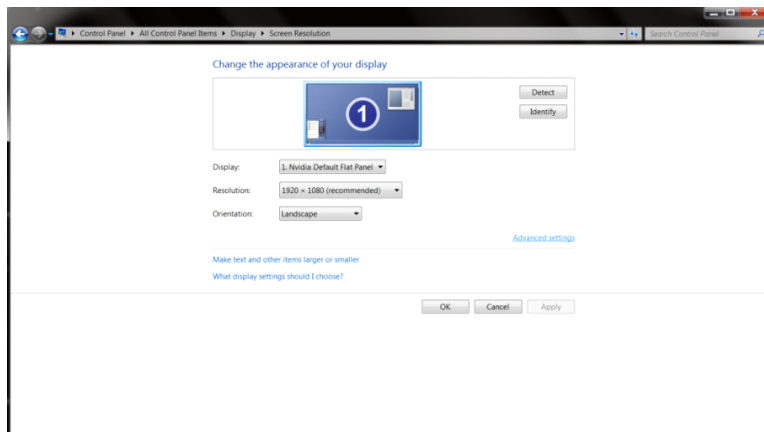 Control Panel ▸ All Control Panel Items ▸ Display ▸ Screen Resolution
Search Control Panel
Change the appearance of your display
1
Detect
Identify
Display: 1. Nvidia Default Flat Panel
Resolution: 1920 × 1080 (recommended)
Orientation: Landscape
Advanced settings
Make text and other items larger or smaller
What display settings should I choose?
OK Cancel Apply